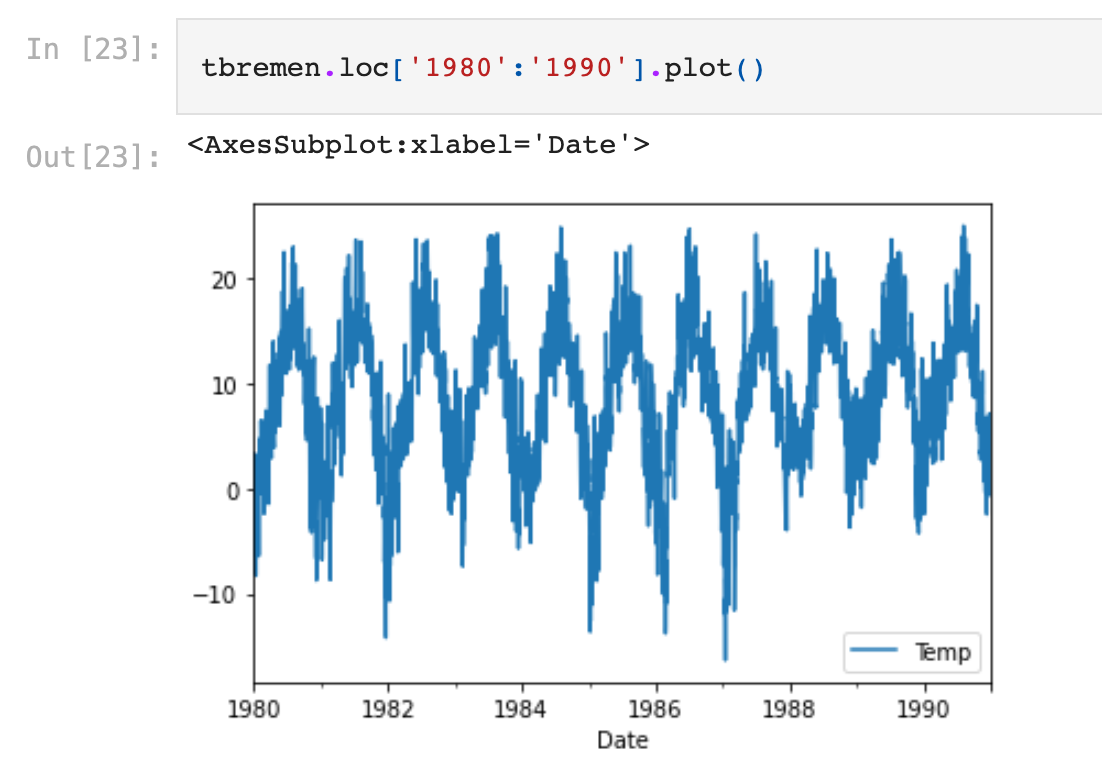 In [23]:
tbremen.loc['1980':'1990'].plot()
Out[23]:
<AxesSubplot:xlabel='Date'>
20
10
0
−10
Temp
1980 1982 1984 1986 1988 1990
Date